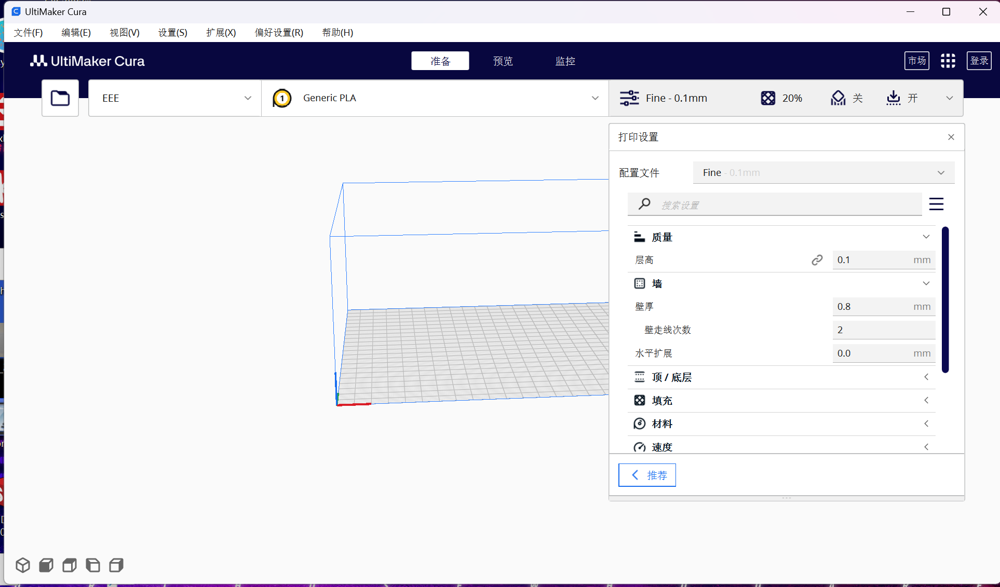 UltiMaker Cura
文件(F) 编辑(E) 视图(V) 设置(S) 扩展(X) 偏好设置(R) 帮助(H)
UltiMaker Cura 准备 预览 监控 市场 登录
EEE 1 Generic PLA Fine - 0.1mm 20% 关 开
打印设置
配置文件 Fine - 0.1mm
搜索设置
质量
层高 0.1 mm
墙
壁厚 0.8 mm
壁走线次数 2
水平扩展 0.0 mm
顶 / 底层
填充
材料
速度
推荐